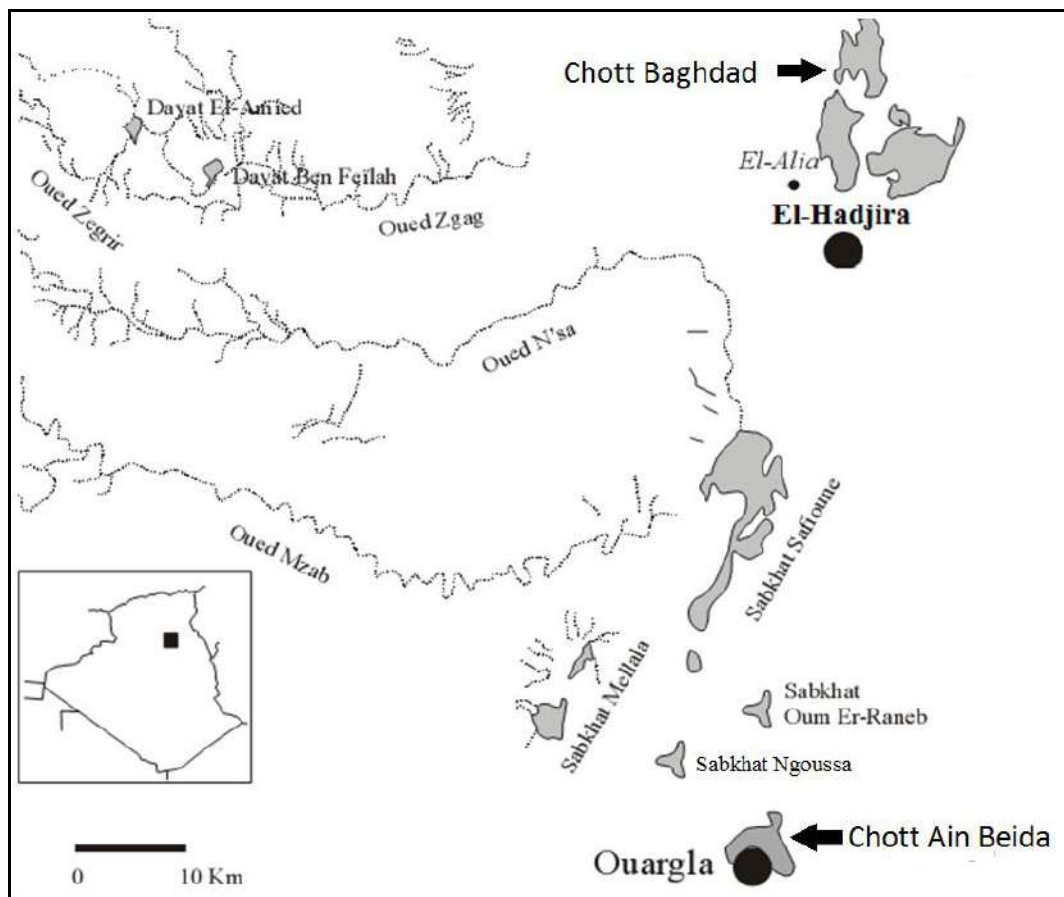 Chott Baghdad
Dayat El-Amied
El-Alia
Dayat Ben Feïlah
El-Hadjira
Oued Zegrir
Oued Zgag
Oued N'sa
Oued Mzab
Sabkhat Safioune
Sabkhat Mellala
Sabkhat
Oum Er-Raneb
Sabkhat Ngoussa
Chott Ain Beida
Ouargla
0 10 Km